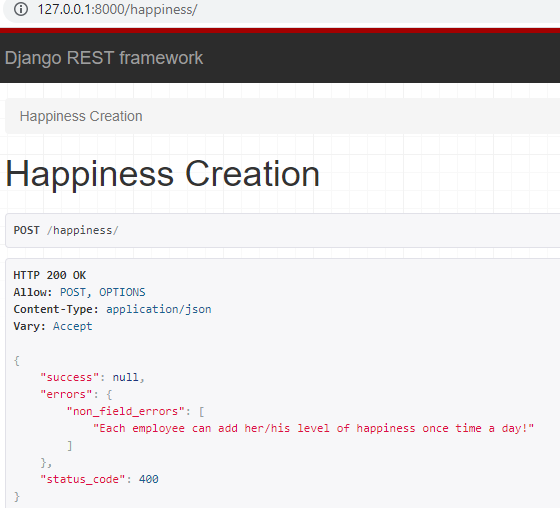 127.0.0.1:8000/happiness/
Django REST framework
Happiness Creation
Happiness Creation
POST /happiness/
HTTP 200 OK
Allow: POST, OPTIONS
Content-Type: application/json
Vary: Accept
{
    "success": null,
    "errors": {
        "non_field_errors": [
            "Each employee can add her/his level of happiness once time a day!"
        ]
    },
    "status_code": 400
}